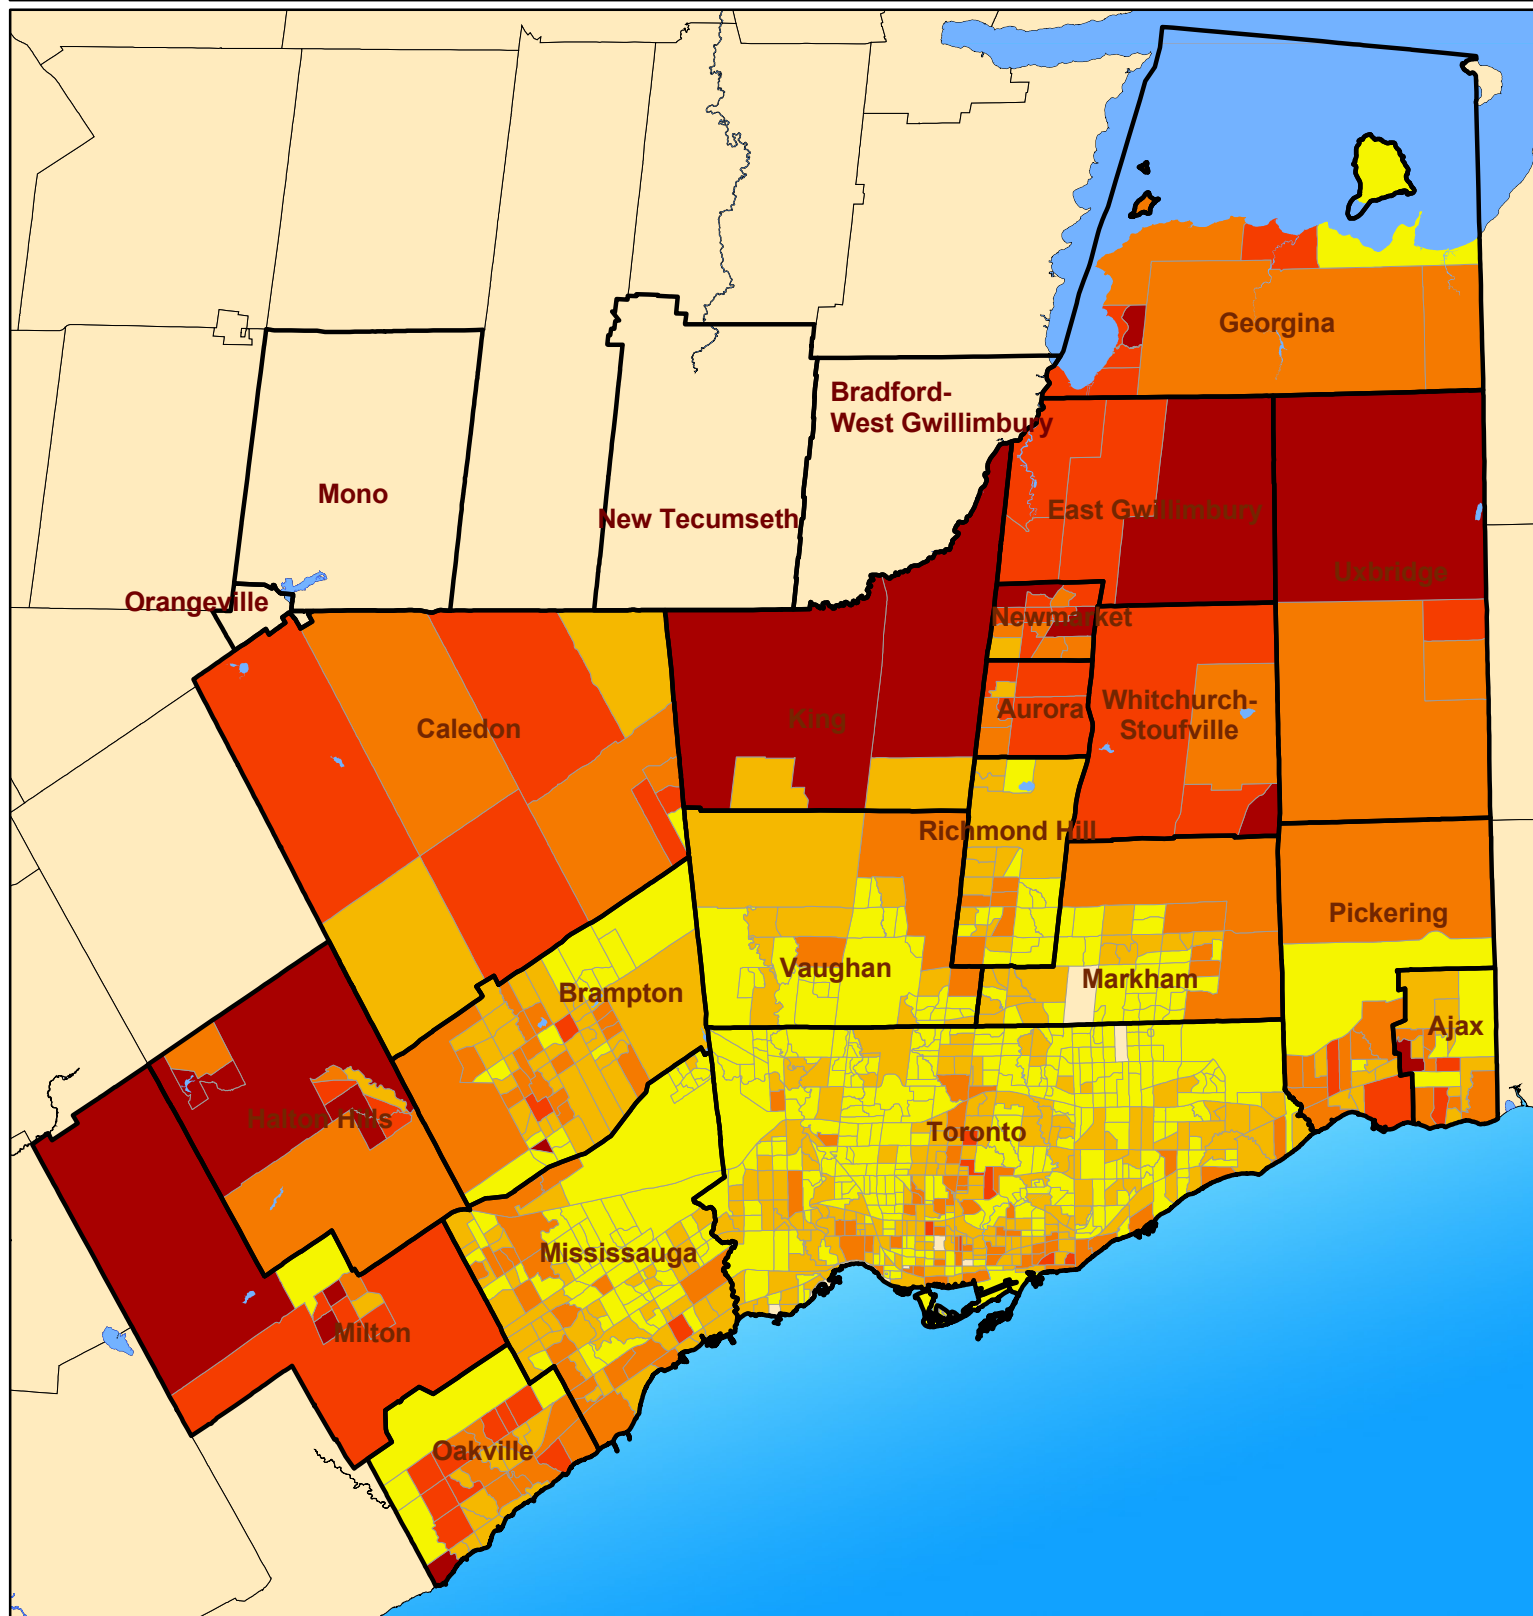 Georgina
Bradford-
West Gwillimbury
Mono
New Tecumseth
East Gwillimbury
Uxbridge
Orangeville
Newmarket
Caledon
King
Aurora
Whitchurch-
Stoufville
Richmond Hill
Pickering
Vaughan
Markham
Brampton
Ajax
Halton Hills
Toronto
Mississauga
Milton
Oakville